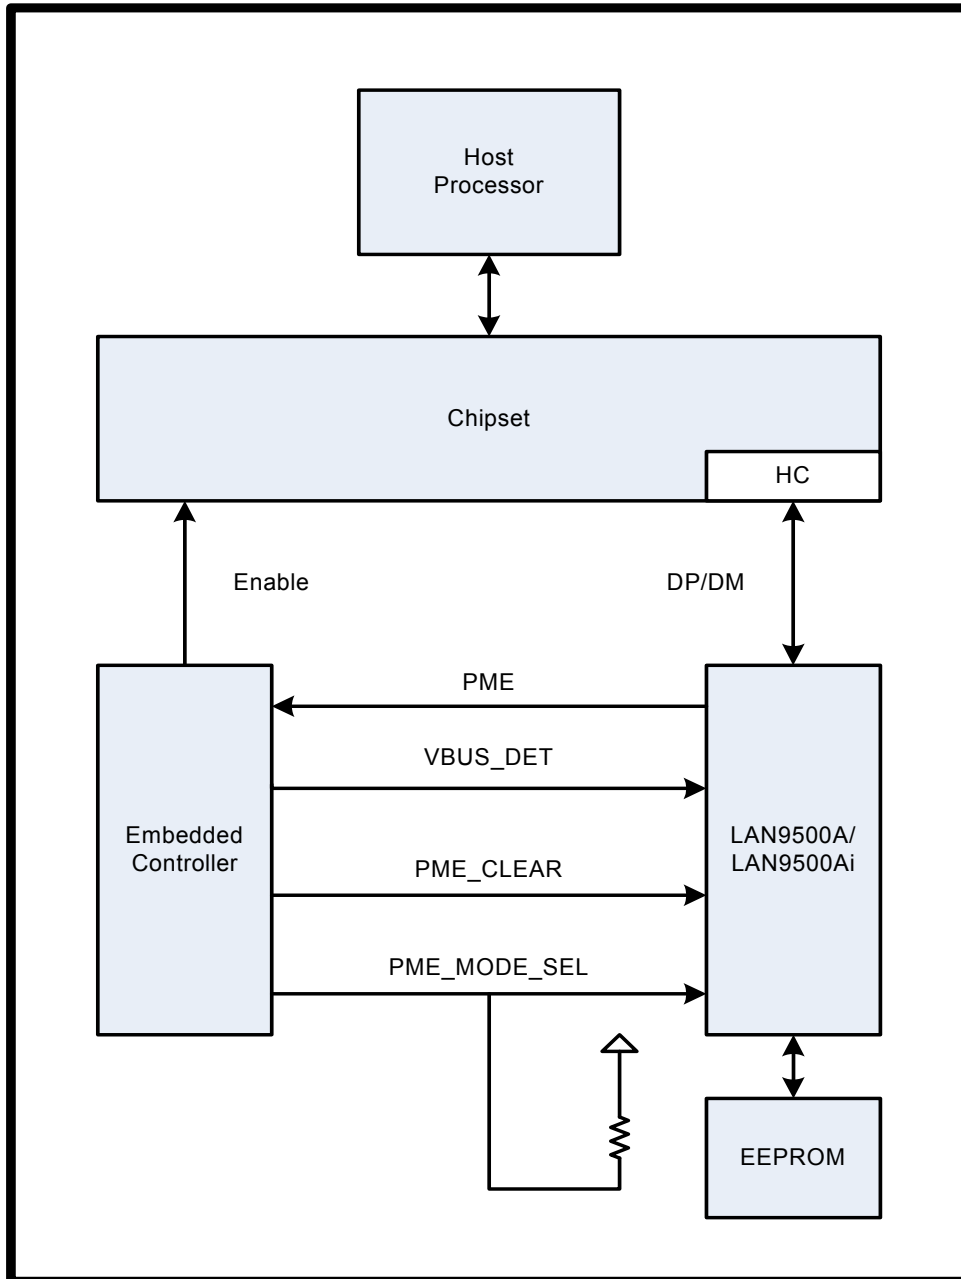 Host
Processor
Chipset
HC
Enable
DP/DM
PME
VBUS_DET
Embedded
Controller
LAN9500A/
LAN9500Ai
PME_CLEAR
PME_MODE_SEL
EEPROM